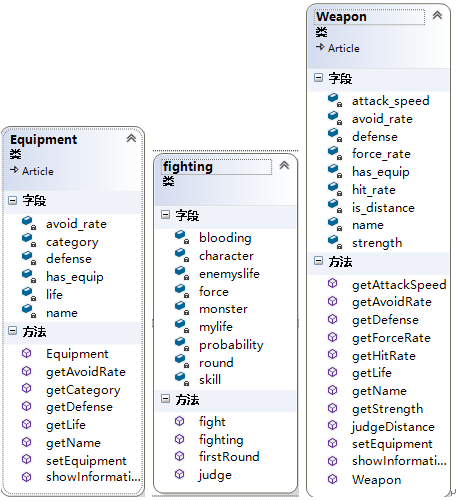 Equipment
类
Article
字段
avoid_rate
category
defense
has_equip
life
name
方法
Equipment
getAvoidRate
getCategory
getDefense
getLife
getName
setEquipment
showInformati...
fighting
类
字段
blooding
character
enemyslife
force
monster
mylife
probability
round
skill
方法
fight
fighting
firstRound
judge
Weapon
类
Article
字段
attack_speed
avoid_rate
defense
force_rate
has_equip
hit_rate
is_distance
name
strength
方法
getAttackSpeed
getAvoidRate
getDefense
getForceRate
getHitRate
getLife
getName
getStrength
judgeDistance
setEquipment
showInformati...
Weapon